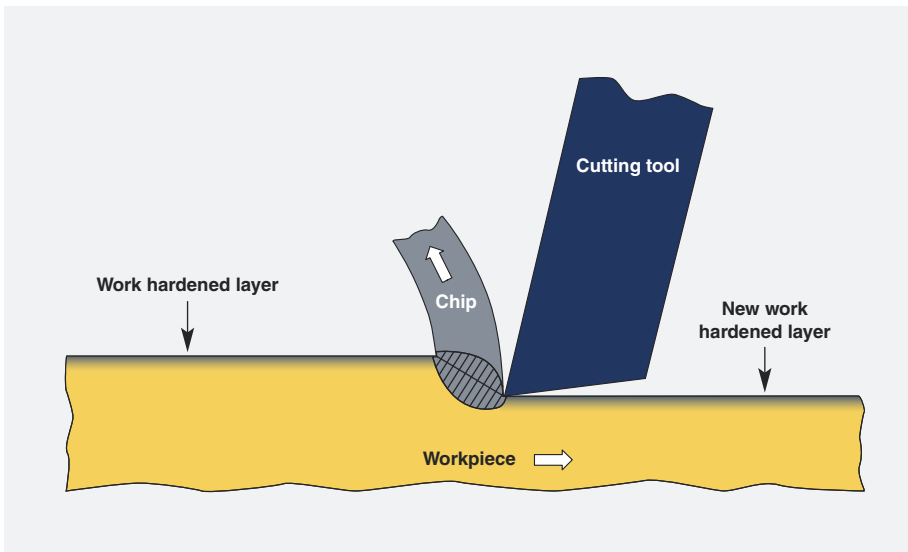 Cutting tool
Work hardened layer
Chip
New work
hardened layer
Workpiece